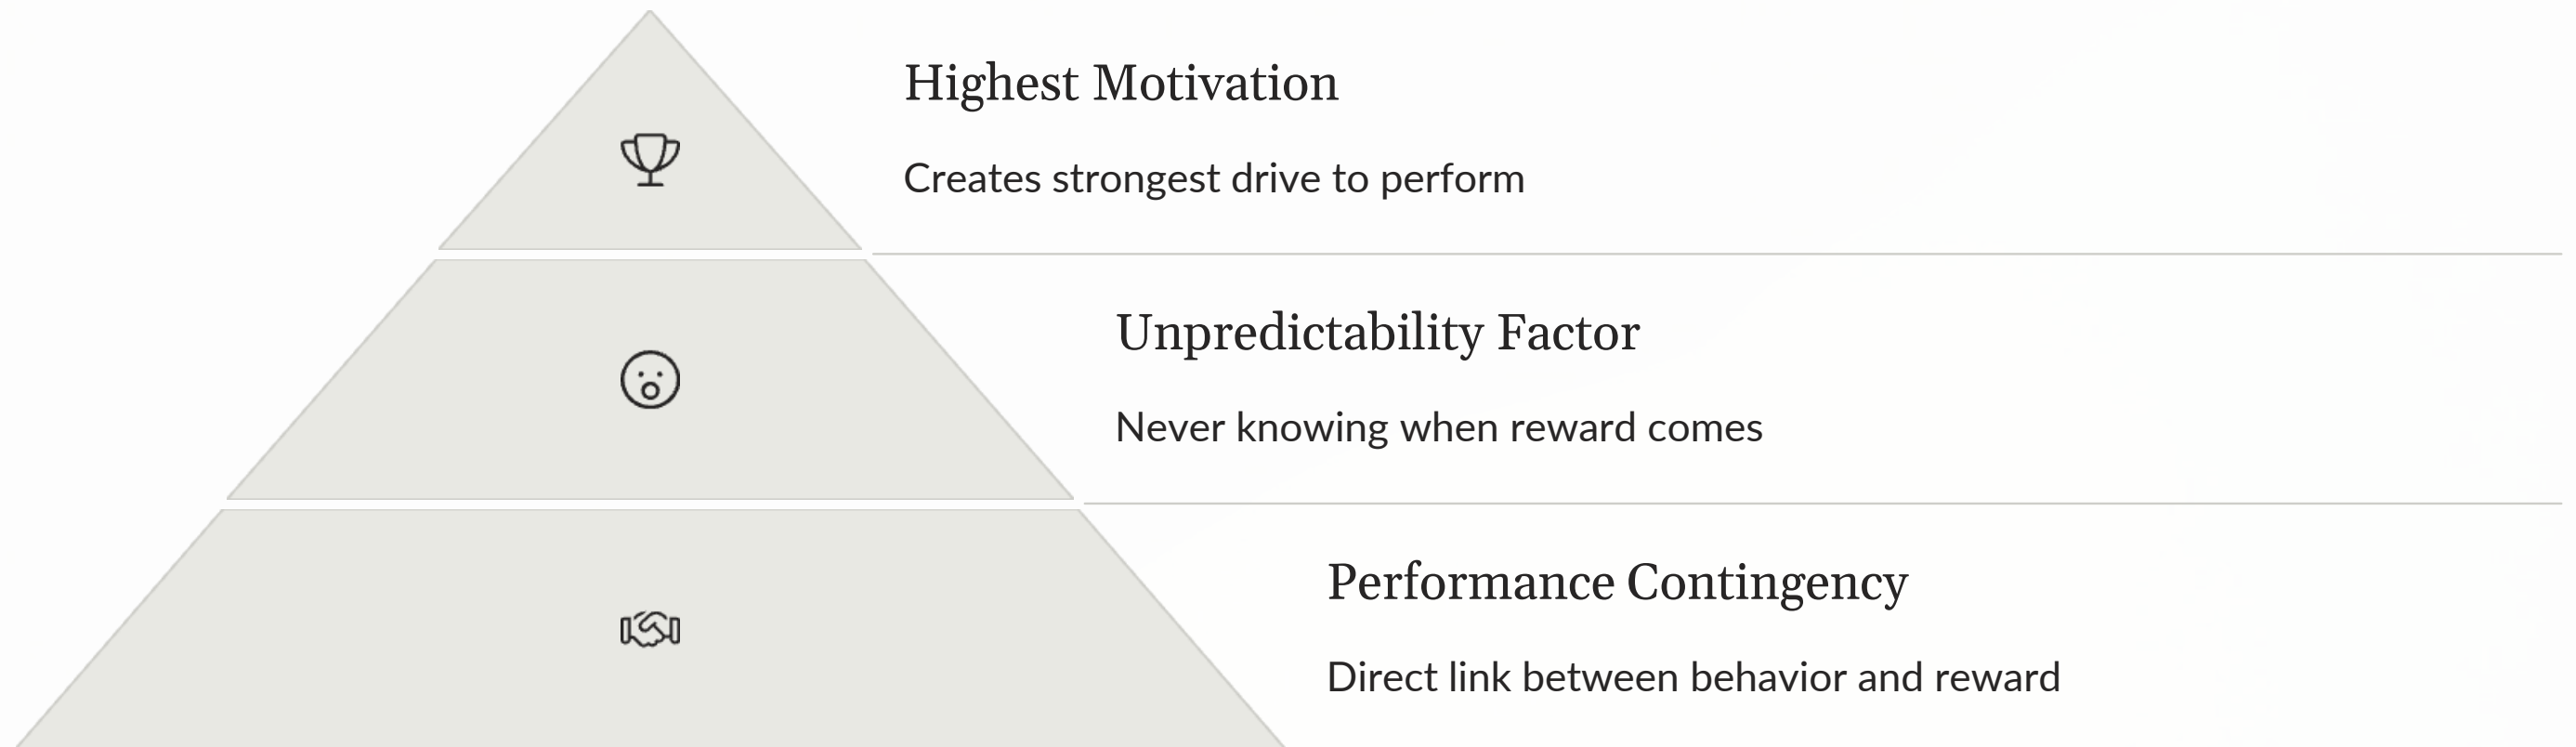 Highest Motivation
Creates strongest drive to perform
Unpredictability Factor
Never knowing when reward comes
Performance Contingency
Direct link between behavior and reward